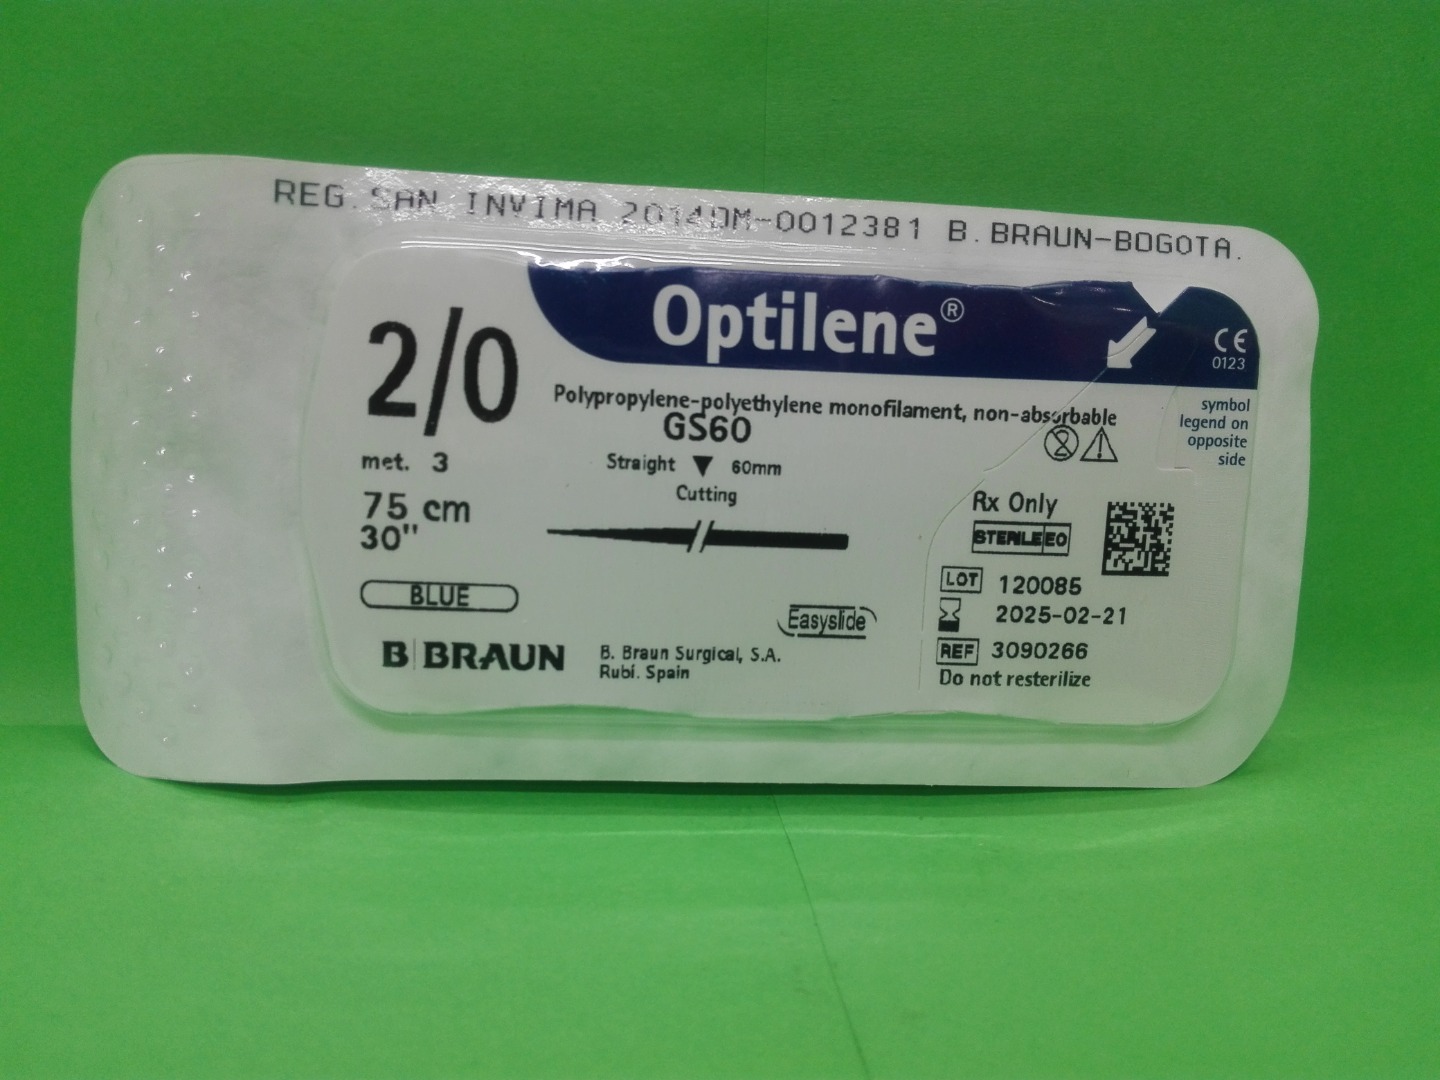 REG. SAN. INVIMA 2014DM-0012381 B. BRAUN-BOGOTA.
Optilene®
2/0
CE
0123
Polypropylene-polyethylene monofilament, non-absorbable
symbol
legend on
opposite
side
GS60
met. 3
Straight ▼ 60mm
Cutting
75 cm
30"
Rx Only
STERILE EO
BLUE
LOT 120085
2025-02-21
Easyslide
REF 3090266
Do not resterilize
B|BRAUN
B. Braun Surgical, S.A.
Rubí. Spain